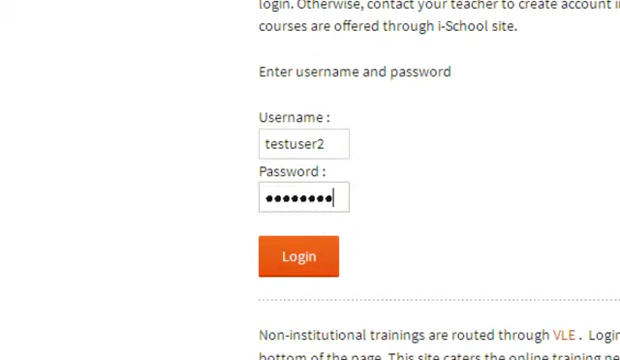 login. Otherwise, contact your teacher to create account
courses are offered through i-School site.
Enter username and password
Username :
testuser2
Password :
••••••••
Login
Non-institutional trainings are routed through VLE . Login
bottom of the page. This site caters the online training